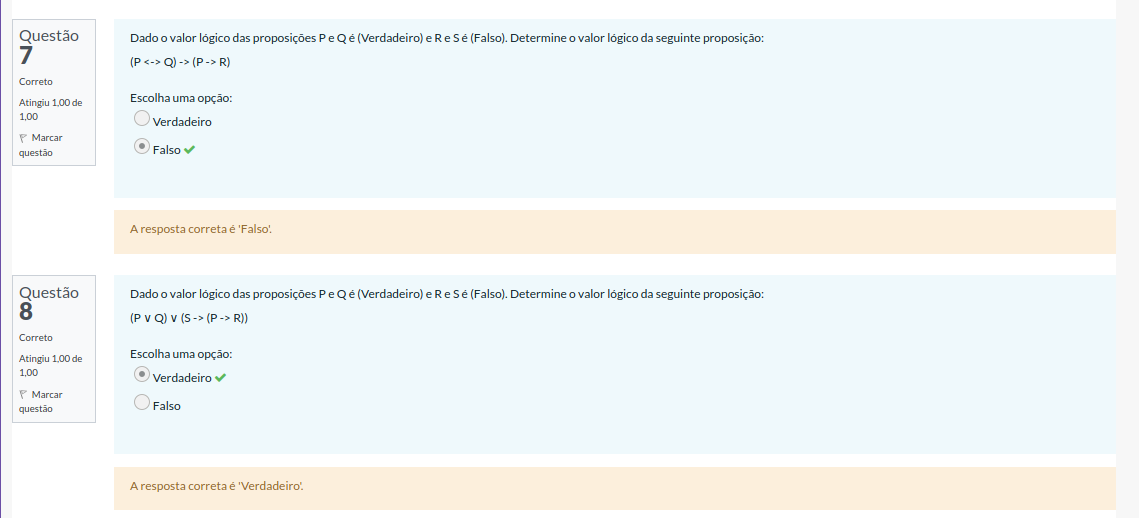 Questão
7
Correto
Atingiu 1,00 de
1,00
Marcar
questão
Dado o valor lógico das proposições P e Q é (Verdadeiro) e R e S é (Falso). Determine o valor lógico da seguinte proposição:
(P <-> Q) -> (P -> R)
Escolha uma opção:
Verdadeiro
Falso
A resposta correta é 'Falso'.
Questão
8
Correto
Atingiu 1,00 de
1,00
Marcar
questão
Dado o valor lógico das proposições P e Q é (Verdadeiro) e R e S é (Falso). Determine o valor lógico da seguinte proposição:
(P ∨ Q) ∨ (S -> (P -> R))
Escolha uma opção:
Verdadeiro
Falso
A resposta correta é 'Verdadeiro'.